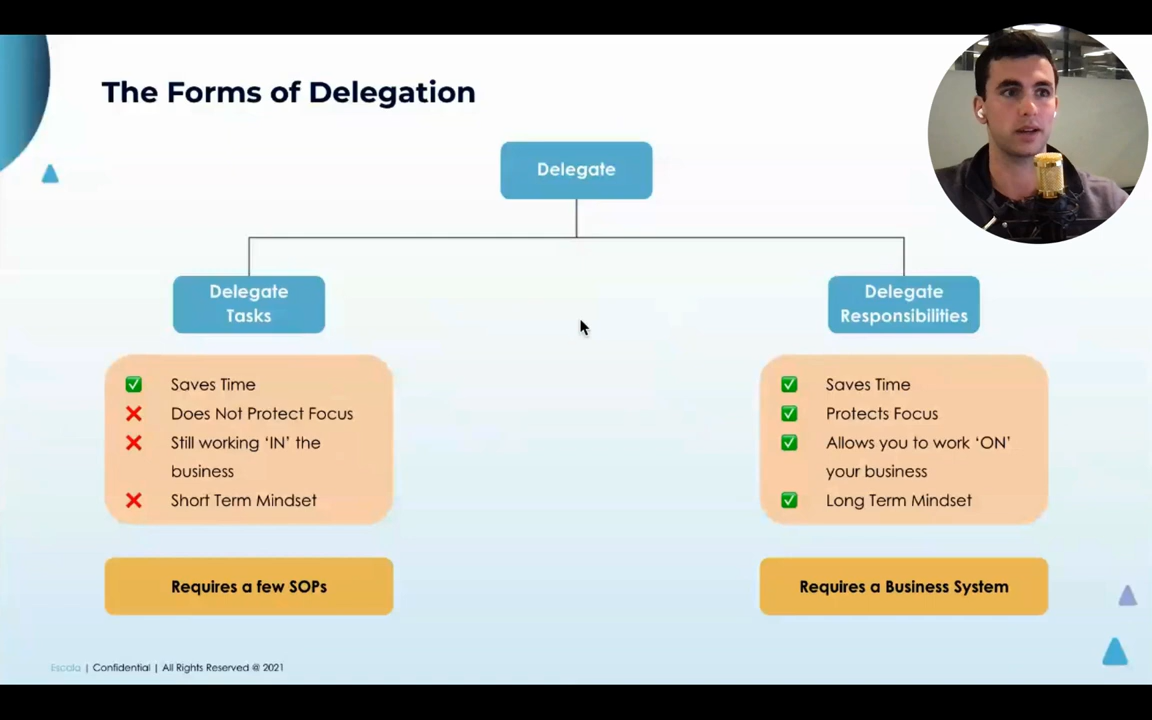 The Forms of Delegation
Delegate
Delegate
Tasks
Saves Time
Does Not Protect Focus
Still working ‘IN’ the
business
Short Term Mindset
Requires a few SOPs
Delegate
Responsibilities
Saves Time
Protects Focus
Allows you to work ‘ON’
your business
Long Term Mindset
Requires a Business System
Escala | Confidential | All Rights Reserved @ 2021